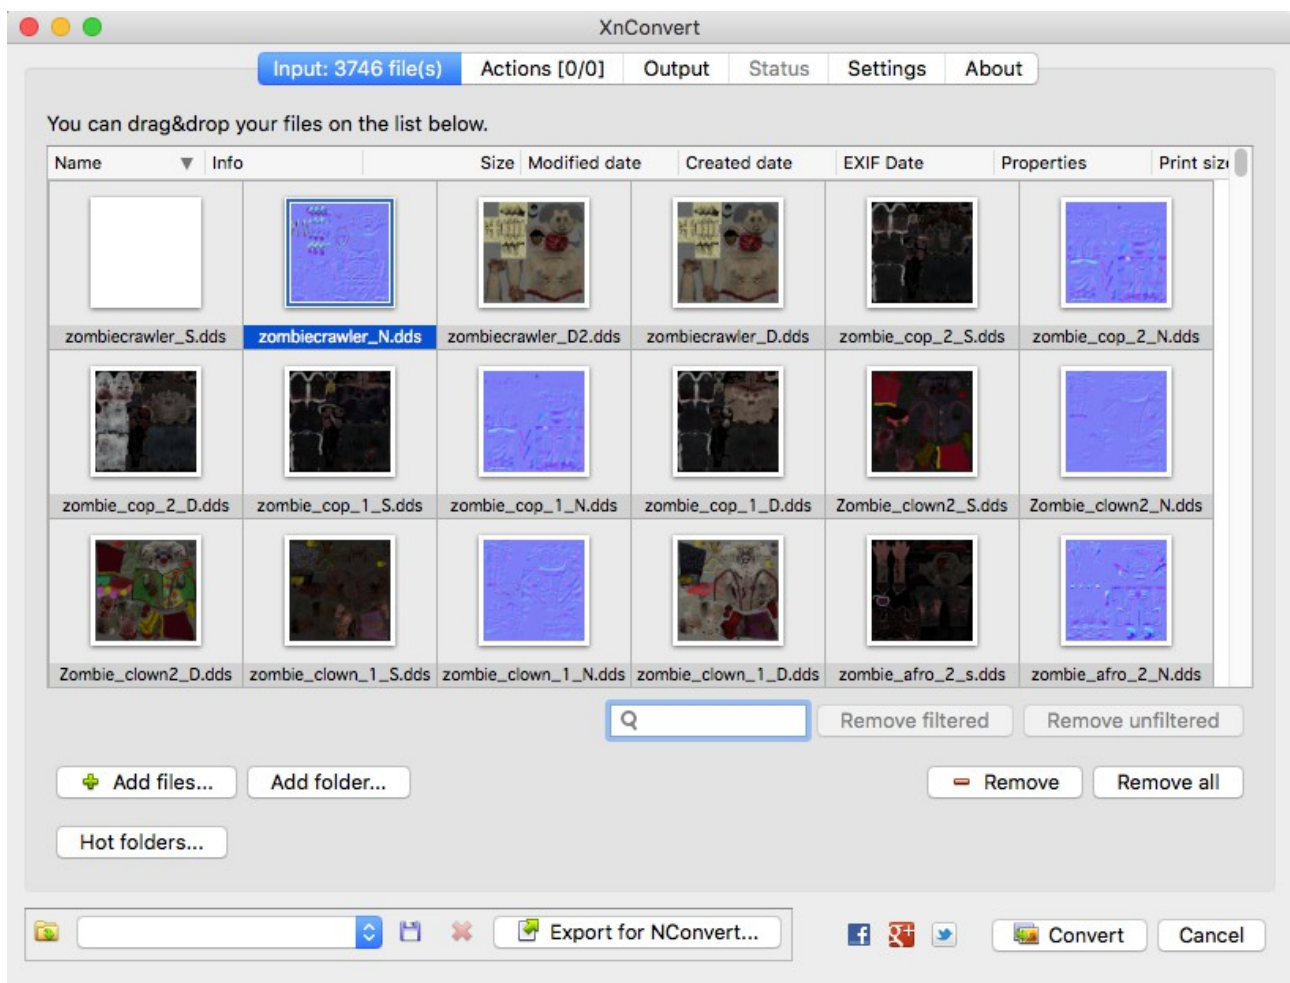 XnConvert
Input: 3746 file(s) Actions [0/0] Output Status Settings About
You can drag&drop your files on the list below.
Name Info Size Modified date Created date EXIF Date Properties Print size
zombiecrawler_S.dds zombiecrawler_N.dds zombiecrawler_D2.dds zombiecrawler_D.dds zombie_cop_2_S.dds zombie_cop_2_N.dds
zombie_cop_2_D.dds zombie_cop_1_S.dds zombie_cop_1_N.dds zombie_cop_1_D.dds Zombie_clown2_S.dds Zombie_clown2_N.dds
Zombie_clown2_D.dds zombie_clown_1_S.dds zombie_clown_1_N.dds zombie_clown_1_D.dds zombie_afro_2_s.dds zombie_afro_2_N.dds
Remove filtered Remove unfiltered
Add files... Add folder... Remove Remove all
Hot folders...
Export for NConvert... f g+ Convert Cancel